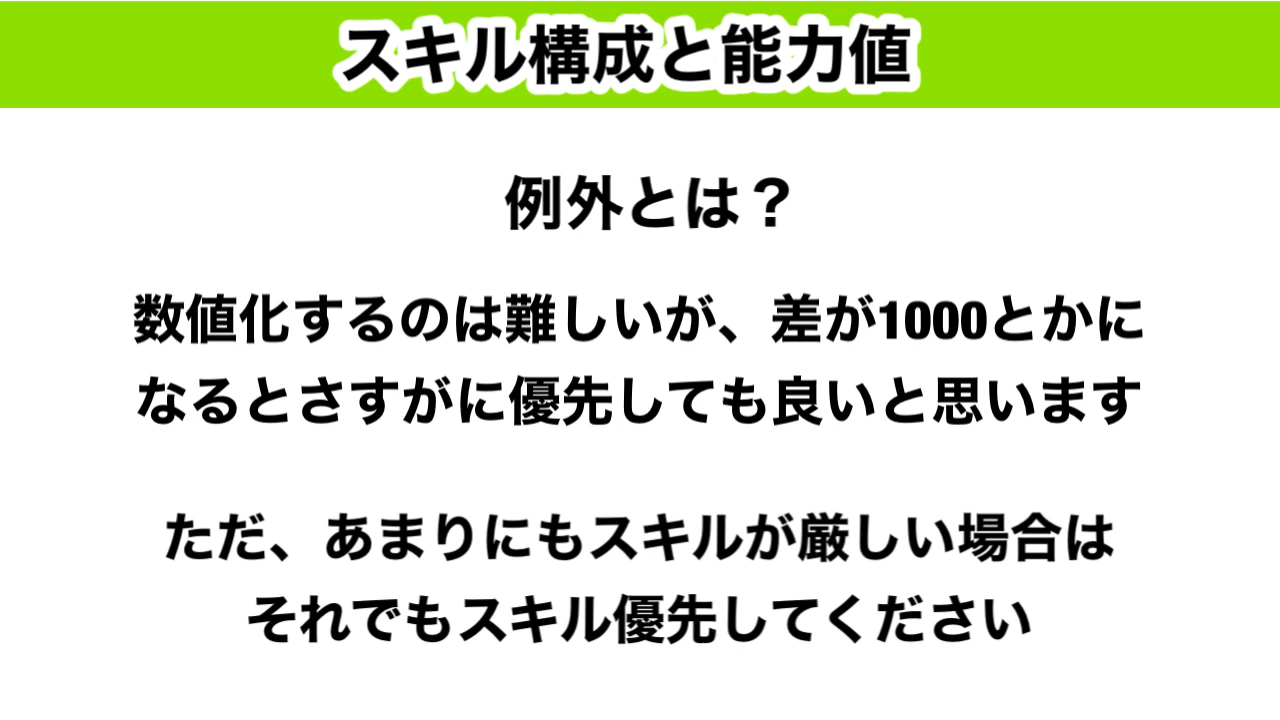 スキル構成と能力値
例外とは？
数値化するのは難しいが、差が1000とかに
なるとさすがに優先しても良いと思います
ただ、あまりにもスキルが厳しい場合は
それでもスキル優先してください